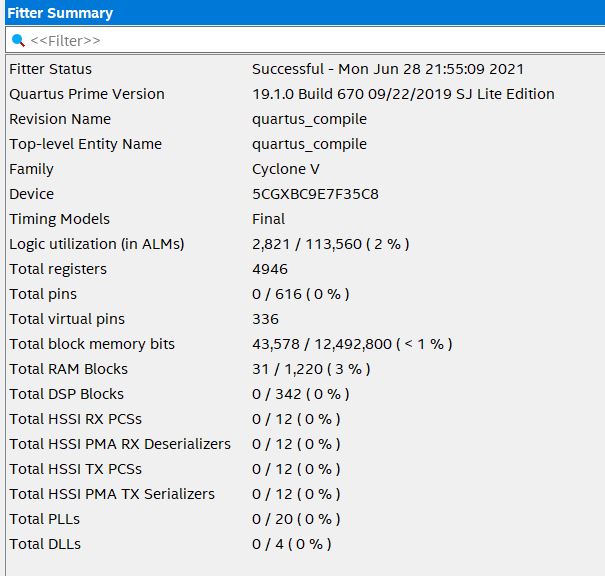 Fitter Summary
<<Filter>>
Fitter Status Successful - Mon Jun 28 21:55:09 2021
Quartus Prime Version 19.1.0 Build 670 09/22/2019 SJ Lite Edition
Revision Name quartus_compile
Top-level Entity Name quartus_compile
Family Cyclone V
Device 5CGXBC9E7F35C8
Timing Models Final
Logic utilization (in ALMs) 2,821 / 113,560 ( 2 % )
Total registers 4946
Total pins 0 / 616 ( 0 % )
Total virtual pins 336
Total block memory bits 43,578 / 12,492,800 ( < 1 % )
Total RAM Blocks 31 / 1,220 ( 3 % )
Total DSP Blocks 0 / 342 ( 0 % )
Total HSSI RX PCSs 0 / 12 ( 0 % )
Total HSSI PMA RX Deserializers 0 / 12 ( 0 % )
Total HSSI TX PCSs 0 / 12 ( 0 % )
Total HSSI PMA TX Serializers 0 / 12 ( 0 % )
Total PLLs 0 / 20 ( 0 % )
Total DLLs 0 / 4 ( 0 % )